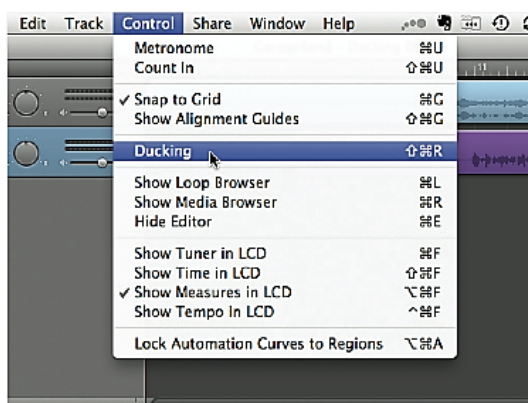 Edit Track Control Share Window Help
Metronome ⌘U
Count In ⇧⌘U
11
✓ Snap to Grid ⌘G
Show Alignment Guides ⇧⌘G
Ducking ⇧⌘R
Show Loop Browser ⌘L
Show Media Browser ⌘R
Hide Editor ⌘E
Show Tuner in LCD ⌘F
Show Time in LCD ⇧⌘F
✓ Show Measures in LCD ⌥⌘F
Show Tempo In LCD ^⌘F
Lock Automation Curves to Regions ⌥⌘A